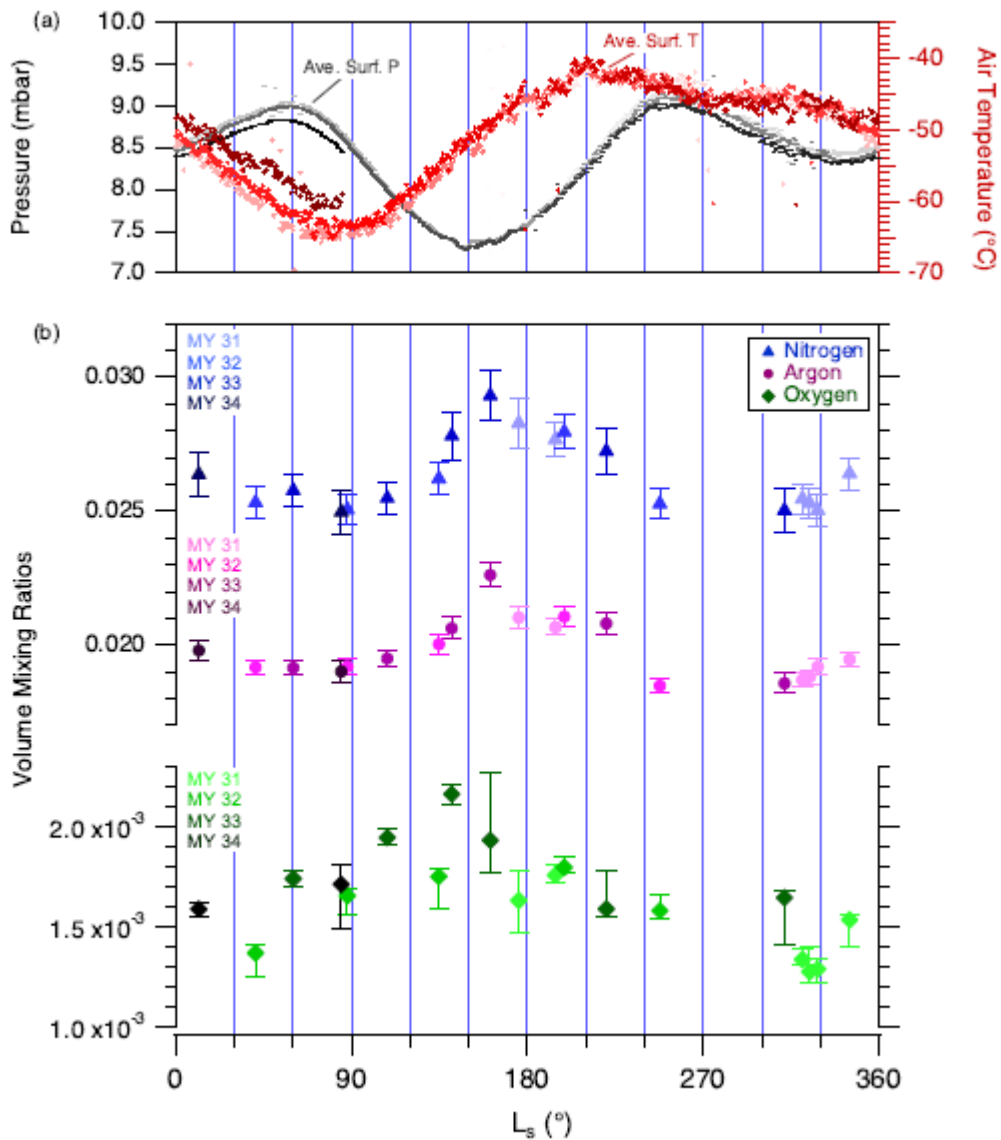 (a)
10.0
9.5
9.0
8.5
8.0
7.5
7.0
Pressure (mbar)
Ave. Surf. P
Ave. Surf. T
-40
-50
-60
-70
Air Temperature (°C)
(b)
MY 31
MY 32
MY 33
MY 34
Nitrogen
Argon
Oxygen
0.030
0.025
MY 31
MY 32
MY 33
MY 34
0.020
Volume Mixing Ratios
MY 31
MY 32
MY 33
MY 34
2.0 x10⁻³
1.5 x10⁻³
1.0 x10⁻³
0
90
180
270
360
Lₛ (°)